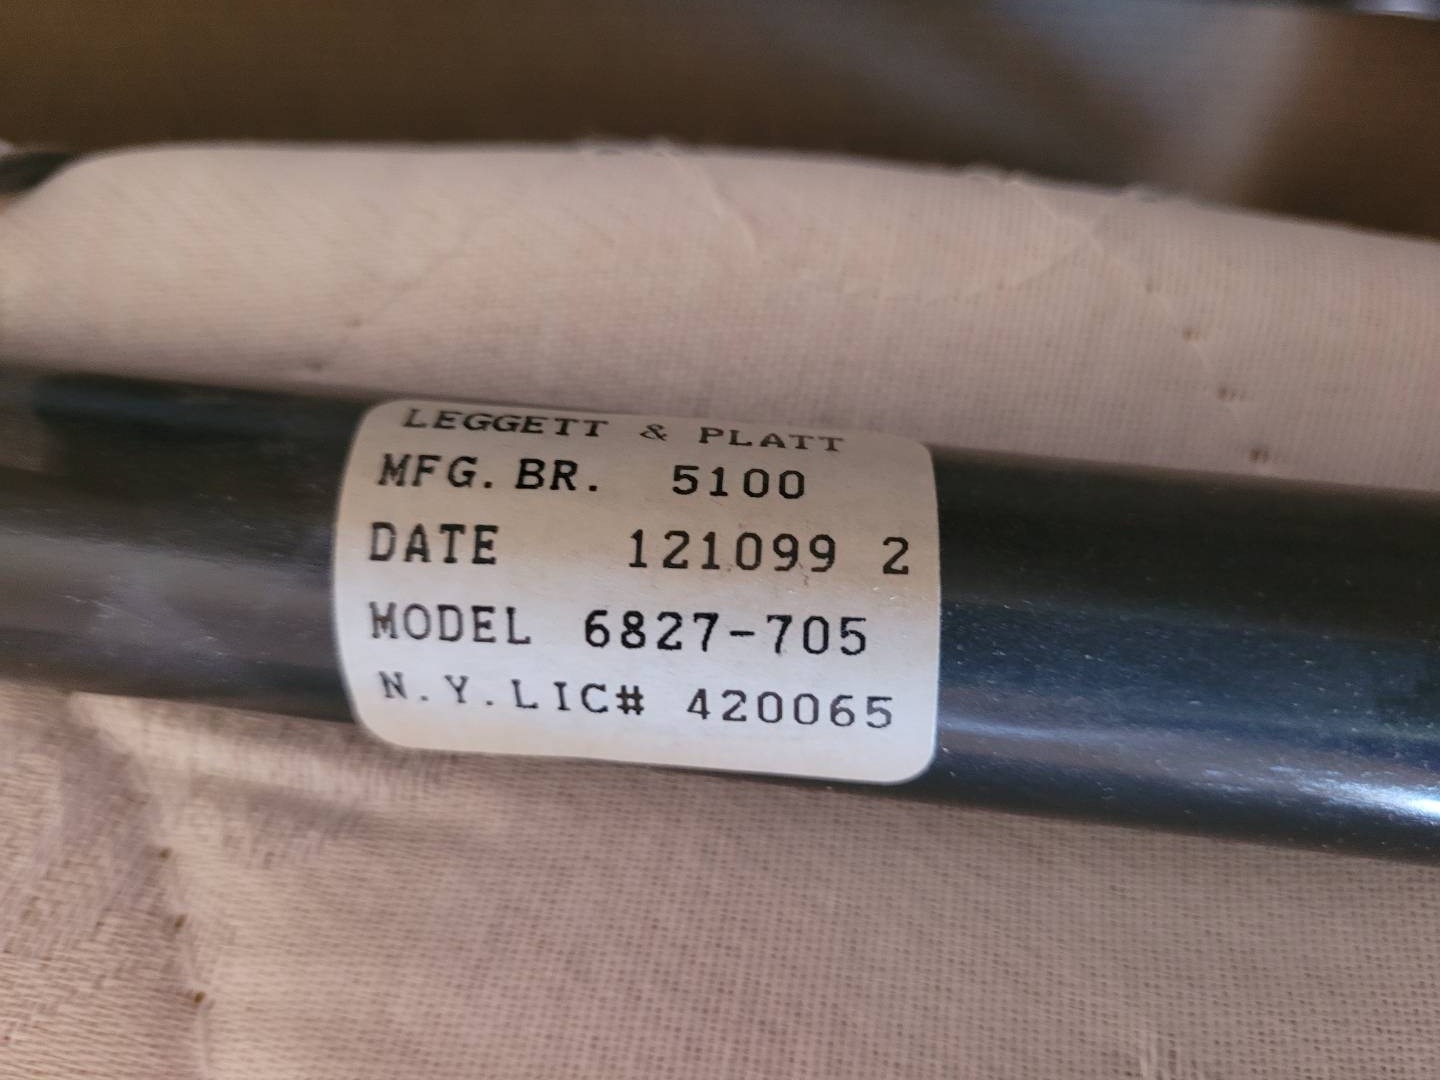 LEGGETT & PLATT
MFG. BR. 5100
DATE 121099 2
MODEL 6827-705
N.Y.LIC# 420065